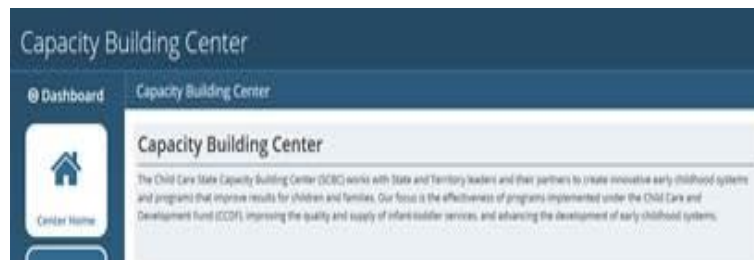 Capacity Building Center
Dashboard
Capacity Building Center
Capacity Building Center
The Child Care State Capacity Building Center (SCBC) works with State and Territory leaders and their partners to create innovative early childhood systems
and programs that improve results for children and families. Our focus is the effectiveness of programs implemented under the Child Care and
Development Fund (CCDF), improving the quality and supply of infant-toddler services, and advancing the development of early childhood systems.
Center Home